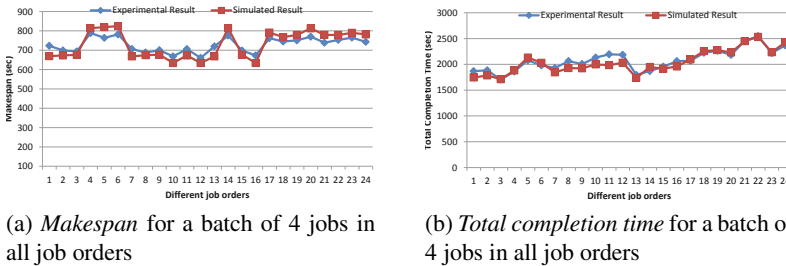 Experimental Result Simulated Result
900
800
700
600
500
400
300
200
100
Makespan (sec)
1 2 3 4 5 6 7 8 9 10 11 12 13 14 15 16 17 18 19 20 21 22 23 24
Different job orders
(a) Makespan for a batch of 4 jobs in
all job orders
Experimental Result Simulated Result
3000
2500
2000
1500
1000
500
0
Total Completion Time (sec)
1 2 3 4 5 6 7 8 9 10 11 12 13 14 15 16 17 18 19 20 21 22 23 24
Different job orders
(b) Total completion time for a batch o
4 jobs in all job orders